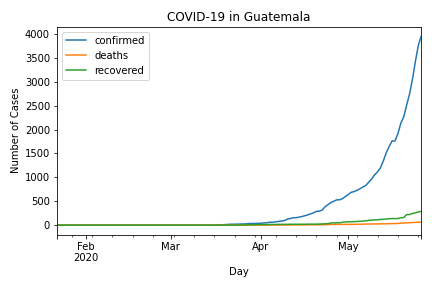 COVID-19 in Guatemala
confirmed
deaths
recovered
Number of Cases
4000
3500
3000
2500
2000
1500
1000
500
0
Feb
2020
Mar
Apr
May
Day